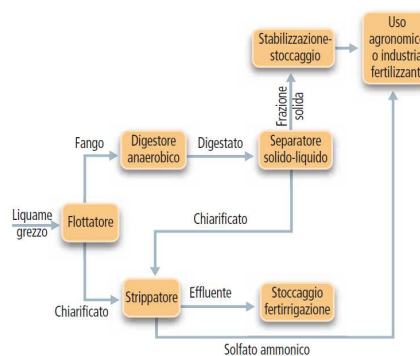 Uso
agronomico
o industria
fertilizzant
Stabilizzazione-
stoccaggio
Frazione
solida
Fango
Digestore
anaerobico
Digestato
Separatore
solido-liquido
Liquame
grezzo
Flottatore
Chiarificato
Chiarificato
Strippatore
Effluente
Stoccaggio
fertirrigazione
Solfato ammonico